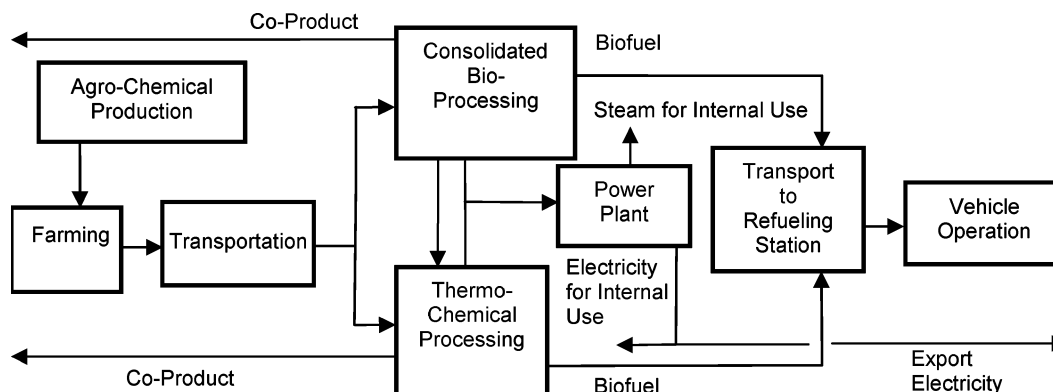 Co-Product
Consolidated
Bio-
Processing
Biofuel
Agro-Chemical
Production
Steam for Internal Use
Farming
Transportation
Power
Plant
Transport
to
Refueling
Station
Vehicle
Operation
Thermo-
Chemical
Processing
Electricity
for Internal
Use
Co-Product
Biofuel
Export
Electricity